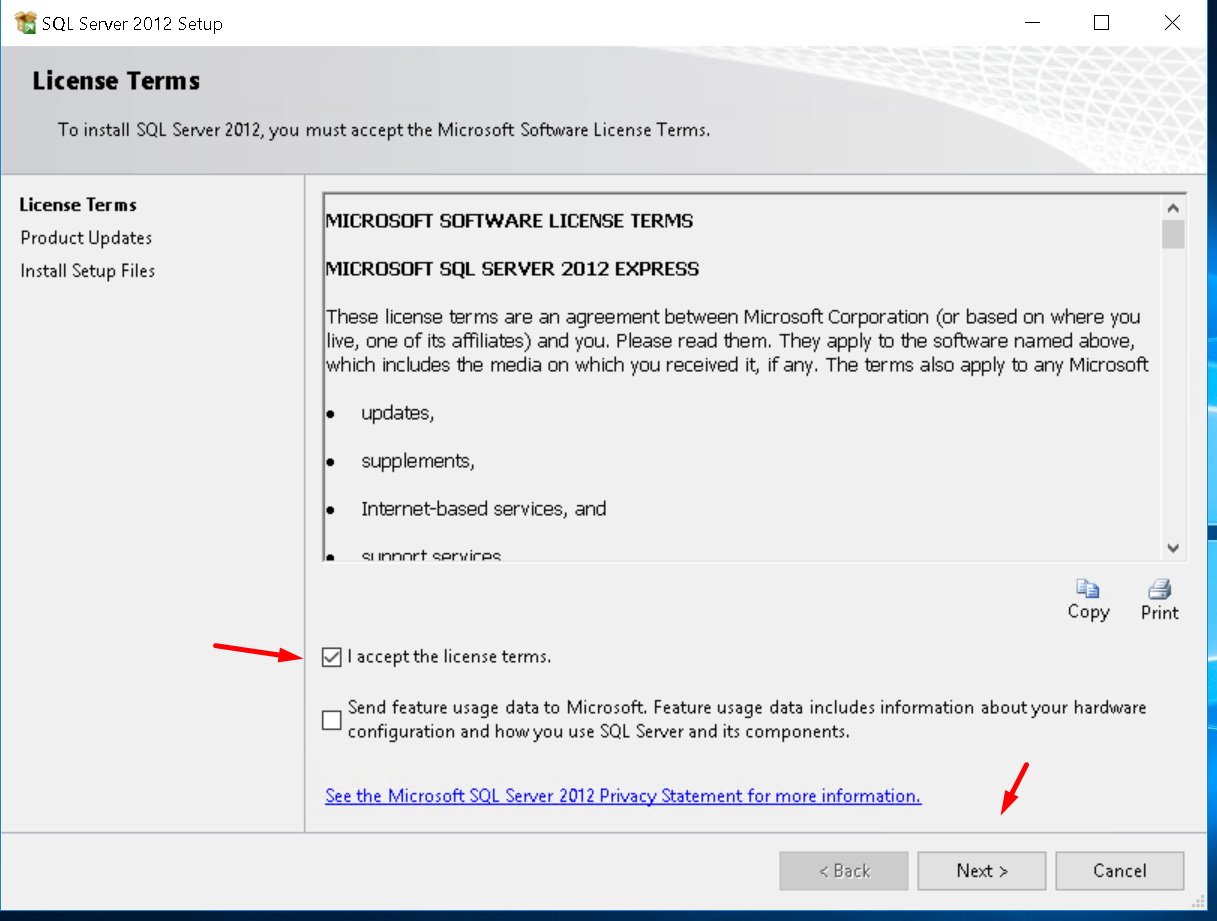 SQL Server 2012 Setup
License Terms
To install SQL Server 2012, you must accept the Microsoft Software License Terms.
License Terms
Product Updates
Install Setup Files
MICROSOFT SOFTWARE LICENSE TERMS
MICROSOFT SQL SERVER 2012 EXPRESS
These license terms are an agreement between Microsoft Corporation (or based on where you
live, one of its affiliates) and you. Please read them. They apply to the software named above,
which includes the media on which you received it, if any. The terms also apply to any Microsoft
• updates,
• supplements,
• Internet-based services, and
• support services
Copy
Print
I accept the license terms.
Send feature usage data to Microsoft. Feature usage data includes information about your hardware
configuration and how you use SQL Server and its components.
See the Microsoft SQL Server 2012 Privacy Statement for more information.
< Back
Next >
Cancel